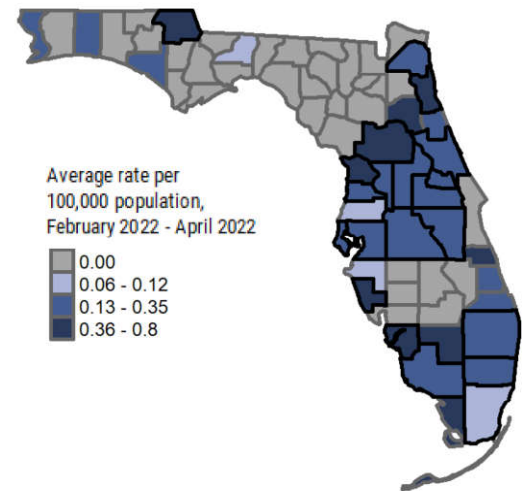 Average rate per
100,000 population,
February 2022 - April 2022
0.00
0.06 - 0.12
0.13 - 0.35
0.36 - 0.8